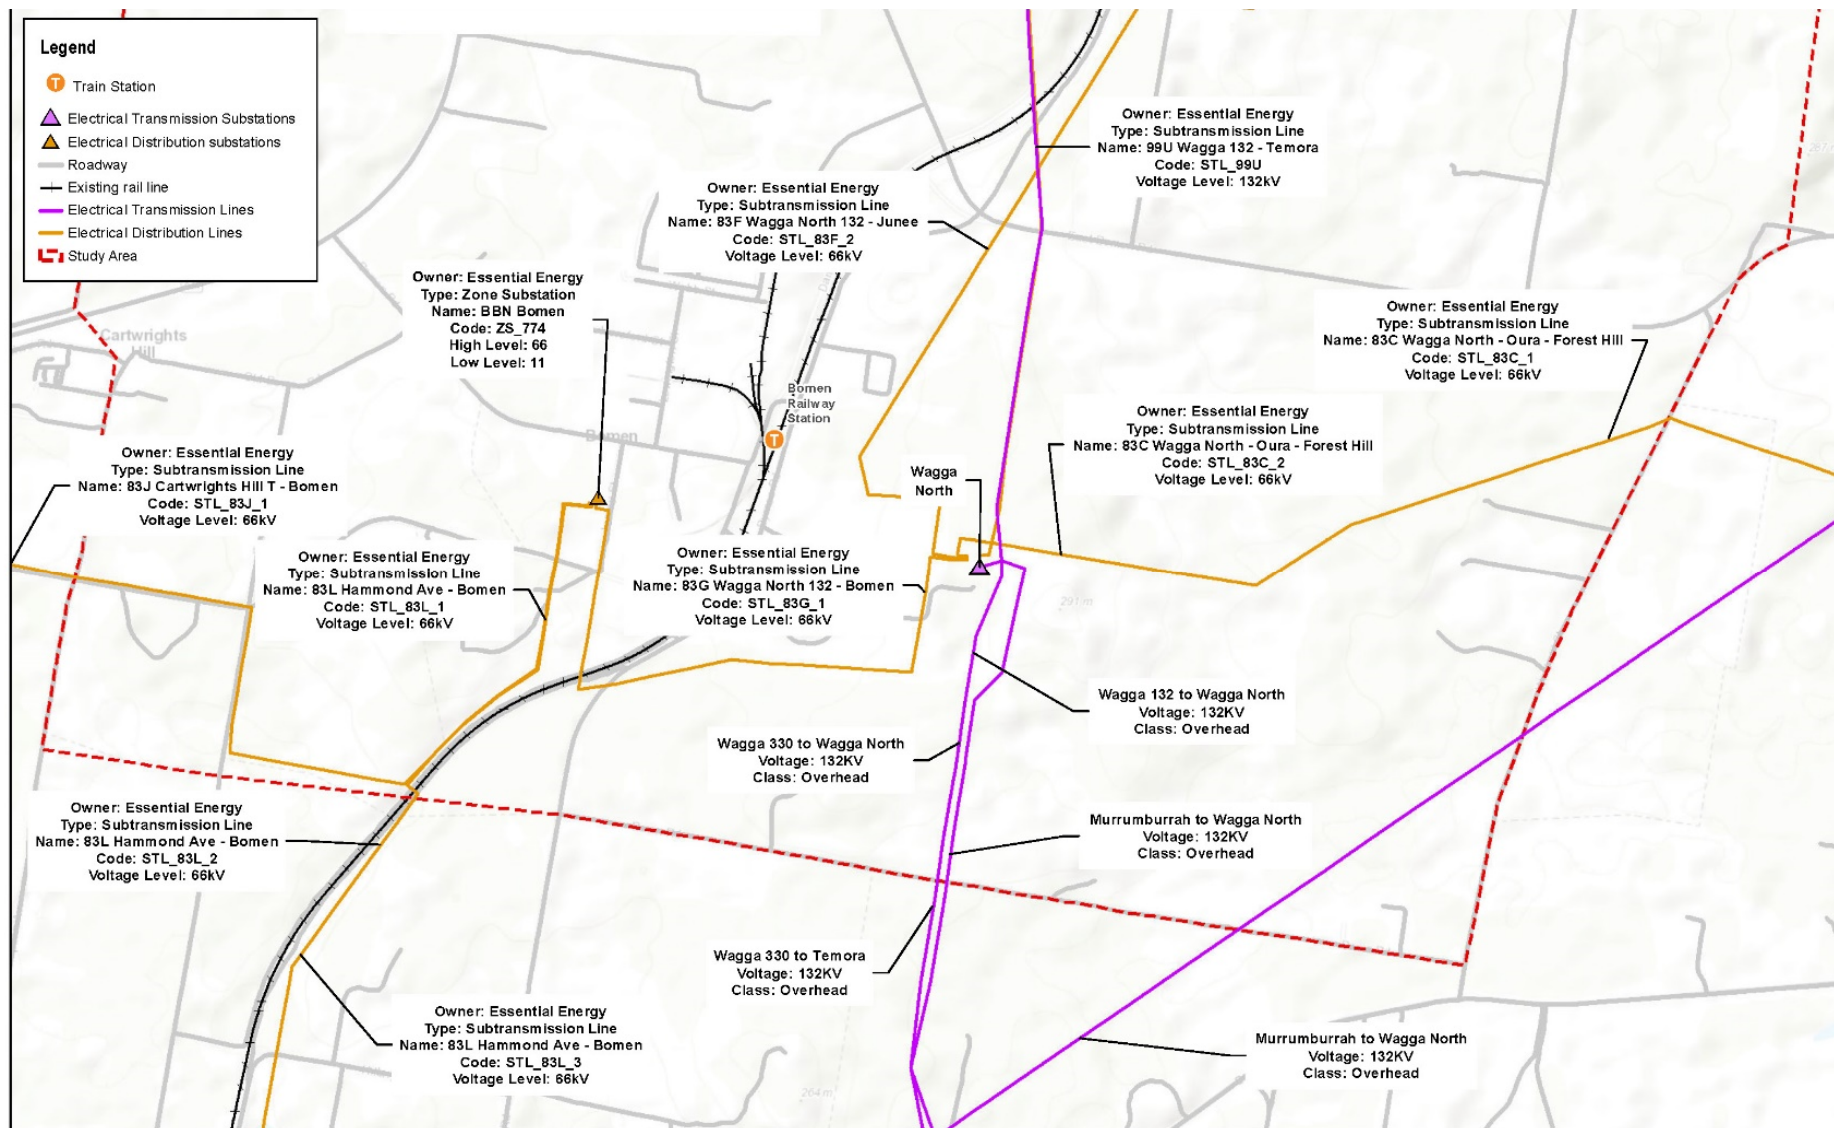 Legend
Train Station
Electrical Transmission Substations
Electrical Distribution substations
Roadway
Existing rail line
Electrical Transmission Lines
Electrical Distribution Lines
Study Area
T
Owner: Essential Energy
Type: Subtransmission Line
Name: 99U Wagga 132 - Temora
Code: STL_99U
Voltage Level: 132kV
Owner: Essential Energy
Type: Subtransmission Line
Name: 83F Wagga North 132 - Junee
Code: STL_83F_2
Voltage Level: 66kV
Owner: Essential Energy
Type: Zone Substation
Name: BBN Bomen
Code: ZS_774
High Level: 66
Low Level: 11
Owner: Essential Energy
Type: Subtransmission Line
Name: 83C Wagga North - Oura - Forest Hill
Code: STL_83C_1
Voltage Level: 66kV
Cartwrights
Hill
Bomen
Railway
Station
T
Bomen
Owner: Essential Energy
Type: Subtransmission Line
Name: 83C Wagga North - Oura - Forest Hill
Code: STL_83C_2
Voltage Level: 66kV
Owner: Essential Energy
Type: Subtransmission Line
Name: 83J Cartwrights Hill T - Bomen
Code: STL_83J_1
Voltage Level: 66kV
Wagga
North
Owner: Essential Energy
Type: Subtransmission Line
Name: 83L Hammond Ave - Bomen
Code: STL_83L_1
Voltage Level: 66kV
Owner: Essential Energy
Type: Subtransmission Line
Name: 83G Wagga North 132 - Bomen
Code: STL_83G_1
Voltage Level: 66kV
291 m
Wagga 132 to Wagga North
Voltage: 132KV
Class: Overhead
Wagga 330 to Wagga North
Voltage: 132KV
Class: Overhead
Owner: Essential Energy
Type: Subtransmission Line
Name: 83L Hammond Ave - Bomen
Code: STL_83L_2
Voltage Level: 66kV
Murrumburrah to Wagga North
Voltage: 132KV
Class: Overhead
Wagga 330 to Temora
Voltage: 132KV
Class: Overhead
Owner: Essential Energy
Type: Subtransmission Line
Name: 83L Hammond Ave - Bomen
Code: STL_83L_3
Voltage Level: 66kV
Murrumburrah to Wagga North
Voltage: 132KV
Class: Overhead
264 m